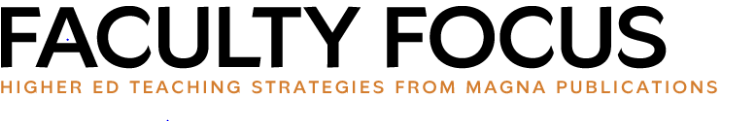 FACULTY FOCUS
HIGHER ED TEACHING STRATEGIES FROM MAGNA PUBLICATIONS